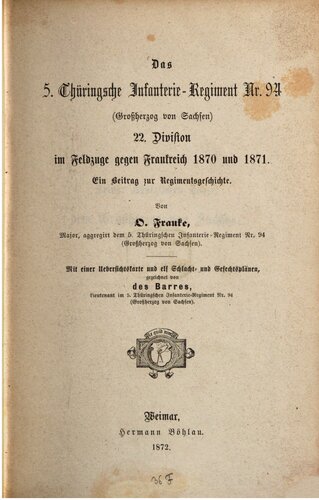 Das
5. Thüringsche Infanterie-Regiment Nr. 94
(Großherzog von Sachsen)
22. Division
im Feldzuge gegen Frankreich 1870 und 1871.
Ein Beitrag zur Regimentsgeschichte.
Von
O. Franke,
Major, aggregirt dem 5. Thüringischen Infanterie-Regiment Nr. 94
(Großherzog von Sachsen).
Mit einer Uebersichtskarte und elf Schlacht- und Gefechtsplänen,
gezeichnet von
des Barres,
Lieutenant im 5. Thüringischen Infanterie-Regiment Nr. 94
(Großherzog von Sachsen).
Weimar,
Hermann Böhlau.
1872.